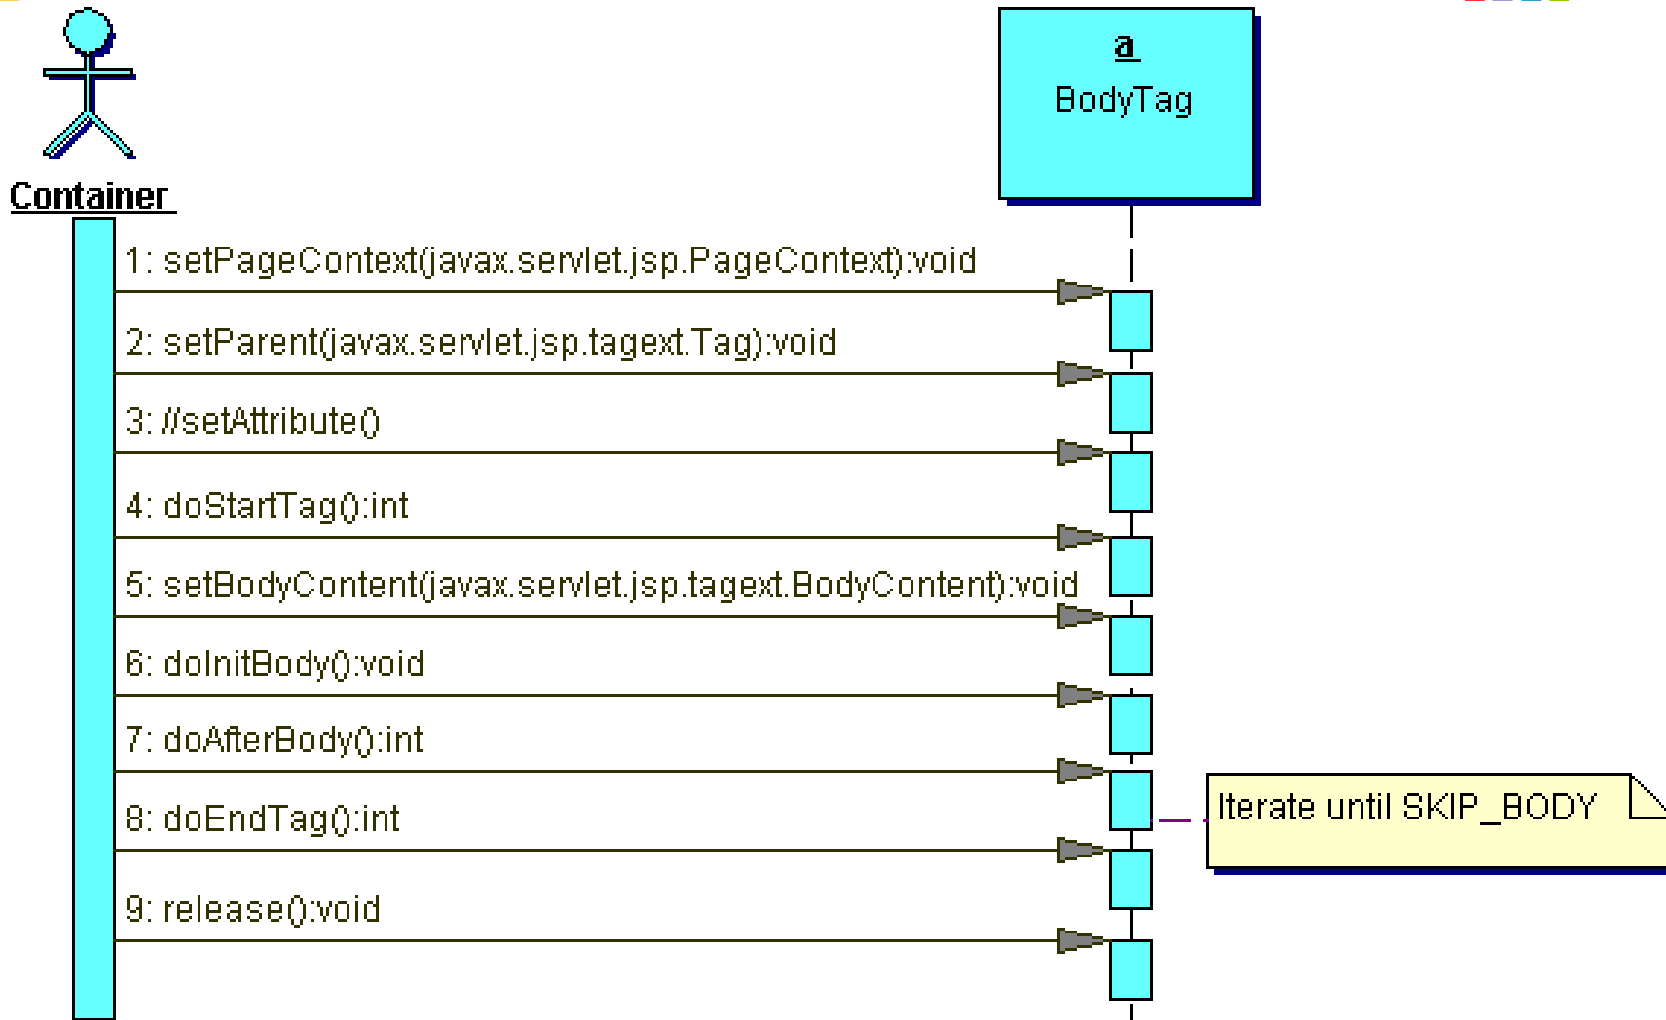 a
BodyTag
Container
1: setPageContext(javax.servlet.jsp.PageContext):void
2: setParent(javax.servlet.jsp.tagext.Tag):void
3: //setAttribute()
4: doStartTag():int
5: setBodyContent(javax.servlet.jsp.tagext.BodyContent):void
6: doInitBody():void
7: doAfterBody():int
Iterate until SKIP_BODY
8: doEndTag():int
9: release():void